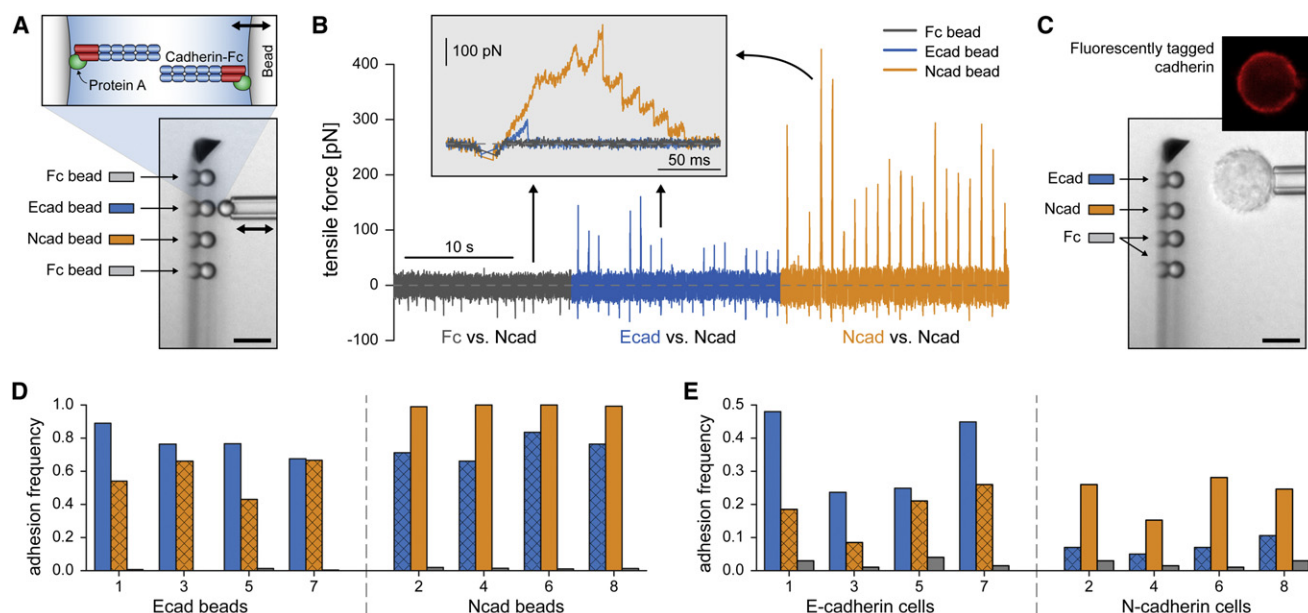 A
Cadherin-Fc
Protein A
Bead
Fc bead
Ecad bead
Ncad bead
Fc bead
B
100 pN
50 ms
Fc bead
Ecad bead
Ncad bead
tensile force [pN]
400
300
200
100
0
-100
10 s
Fc vs. Ncad
Ecad vs. Ncad
Ncad vs. Ncad
C
Fluorescently tagged
cadherin
Ecad
Ncad
Fc
D
adhesion frequency
1.0
0.8
0.6
0.4
0.2
0.0
1 3 5 7 2 4 6 8
Ecad beads Ncad beads
E
adhesion frequency
0.5
0.4
0.3
0.2
0.1
0.0
1 3 5 7 2 4 6 8
E-cadherin cells N-cadherin cells